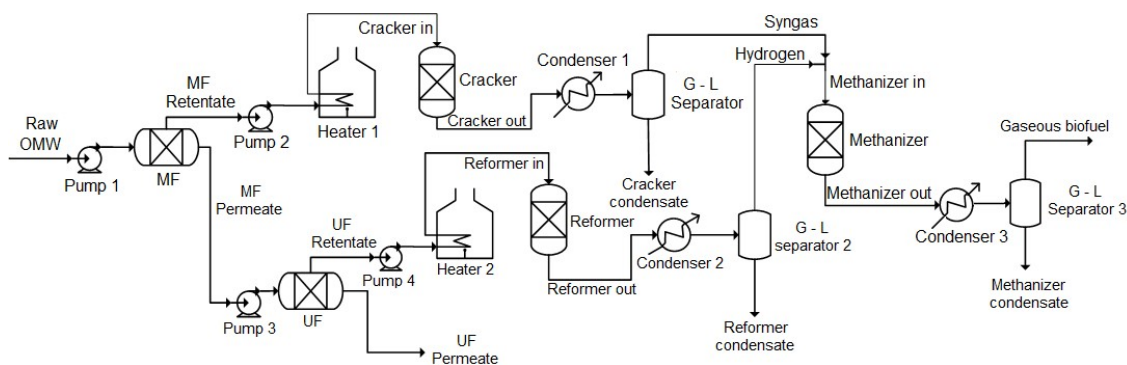 Syngas
Cracker in
Condenser 1
Hydrogen
MF
Retentate
Cracker
G - L
Separator
Methanizer in
Raw
OMW
Pump 2
Heater 1
Cracker out
Methanizer
Gaseous biofuel
Pump 1
MF
Reformer in
Cracker
condensate
MF
Permeate
Methanizer out
G - L
Separator 3
UF
Retentate
Reformer
G - L
separator 2
Condenser 3
Pump 4
Heater 2
Condenser 2
Reformer out
Methanizer
condensate
Pump 3
UF
UF
Permeate
Reformer
condensate